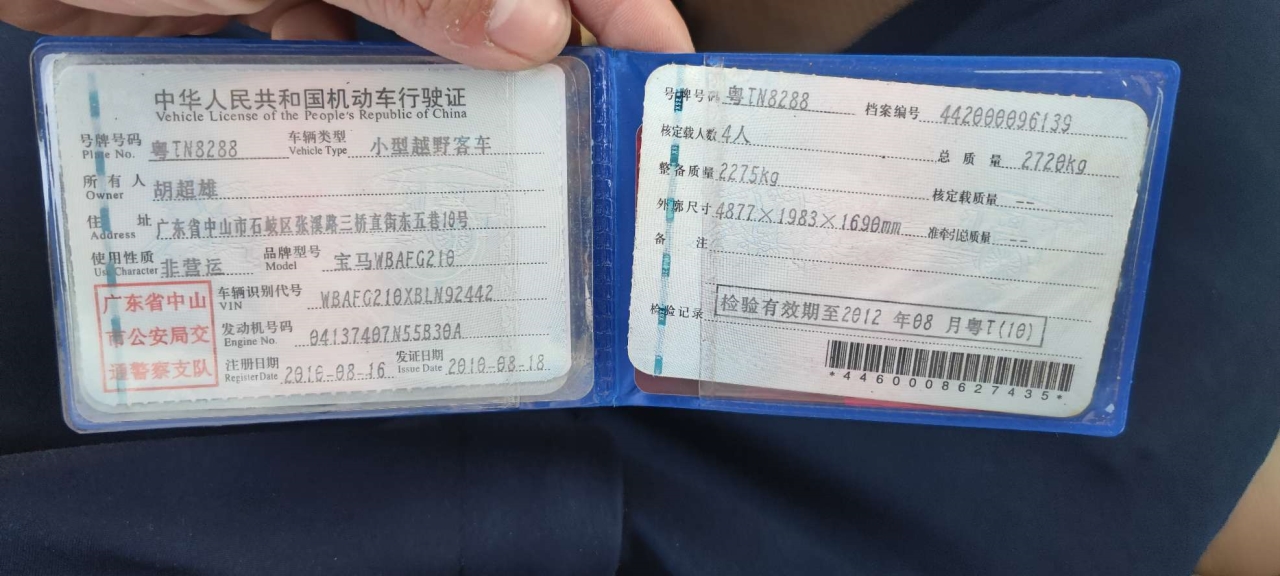 中华人民共和国机动车行驶证
Vehicle License of the People's Republic of China
号牌号码 粤TN8288 车辆类型 小型越野客车
Plate No. Vehicle Type
所有人 胡超雄
Owner
住址 广东省中山市石岐区张溪路三桥直街东五巷10号
Address
使用性质 非营运 品牌型号 宝马WBAFG210
Use Character Model
广东省中山
市公安局交
通警察支队
车辆识别代号 WBAFG210XBLN92442
VIN
发动机号码 04137407N55B30A
Engine No.
注册日期 2010-08-16 发证日期 2010-08-18
Register Date Issue Date
号牌号码 粤TN8288 档案编号 442000096139
核定载人数 4人 总质量 2720kg
整备质量 2275kg 核定载质量 --
外廓尺寸 4877×1983×1690mm 准牵引总质量 --
备注
检验记录 检验有效期至2012 年08 月粤T(10)
*4460008627435*